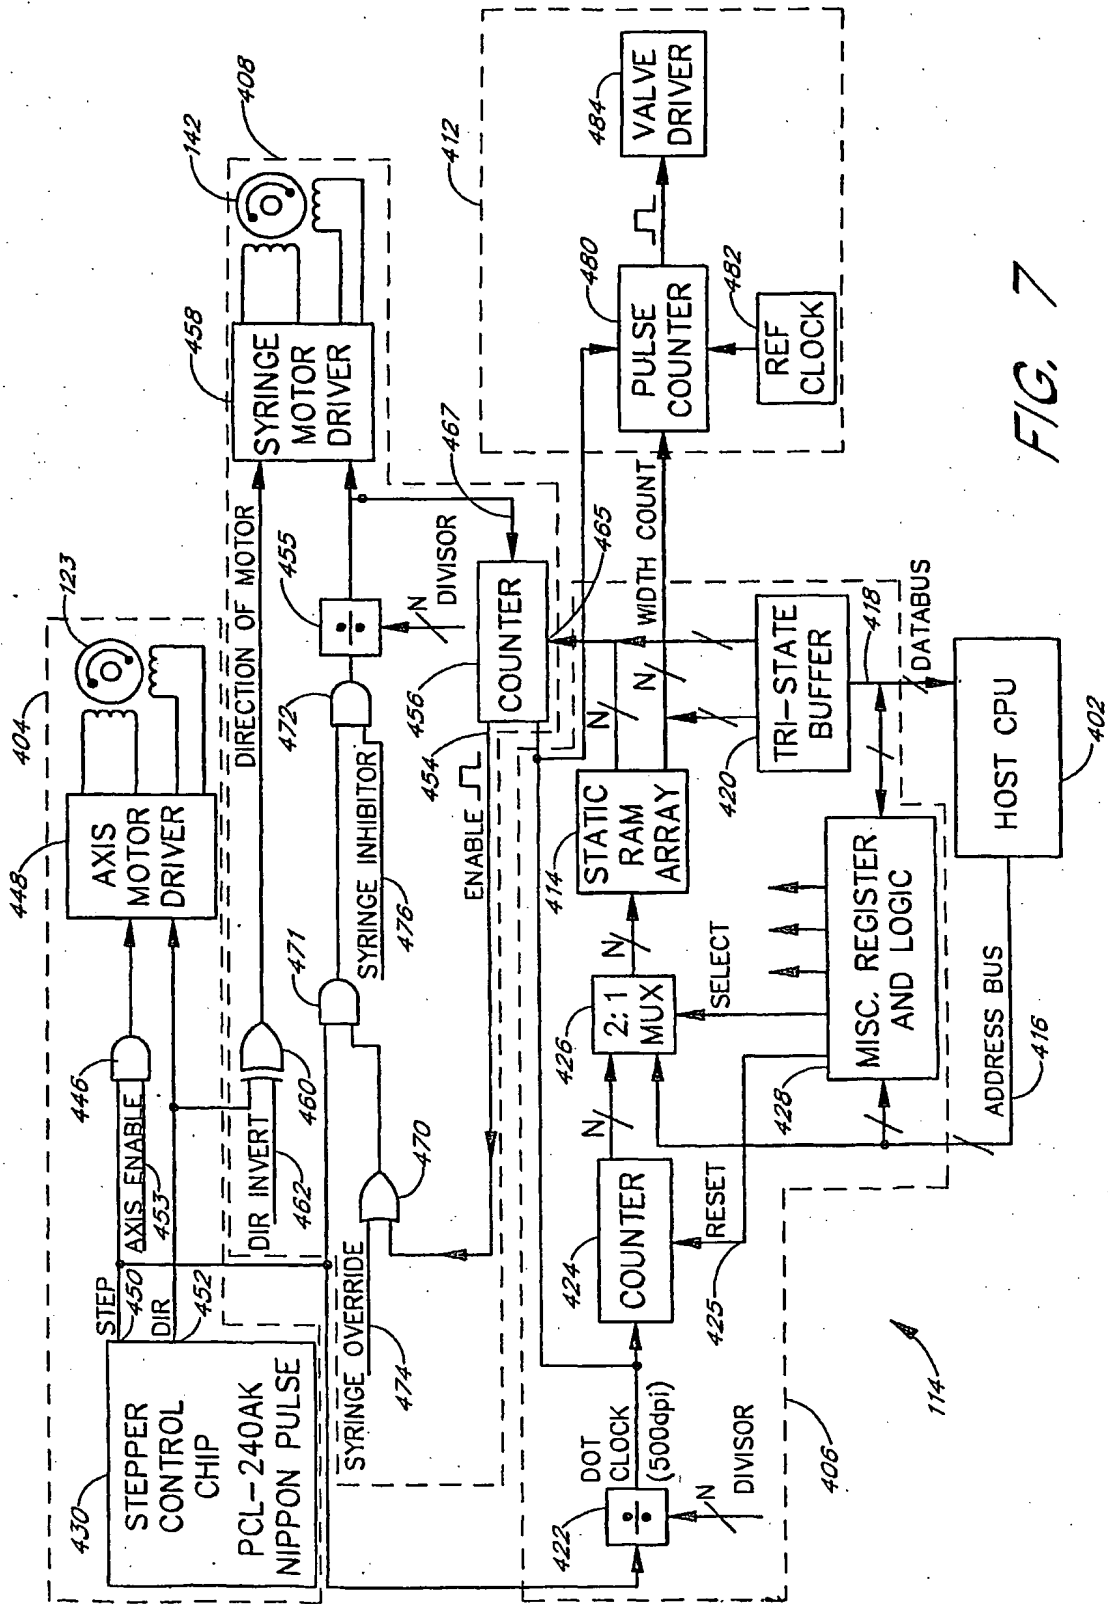 404
448
AXIS
MOTOR
DRIVER
123
446
STEP
450
AXIS ENABLE
453
DIR
452
430
STEPPER
CONTROL
CHIP
PCL-240AK
NIPPON PULSE
408
142
458
SYRINGE
MOTOR
DRIVER
DIRECTION OF MOTOR
460
DIR INVERT
462
455
N
DIVISOR
472
SYRINGE INHIBITOR
476
471
470
SYRINGE OVERRIDE
474
467
456
COUNTER
454
ENABLE
465
412
484
VALVE
DRIVER
480
PULSE
COUNTER
482
REF
CLOCK
WIDTH COUNT
N
N
414
STATIC
RAM
ARRAY
420
TRI-STATE
BUFFER
418
DATABUS
N
426
2:1
MUX
SELECT
N
424
COUNTER
RESET
425
428
MISC. REGISTER
AND LOGIC
HOST CPU
402
ADDRESS BUS
416
DOT
CLOCK
(500dpi)
422
N
DIVISOR
406
114
FIG. 7